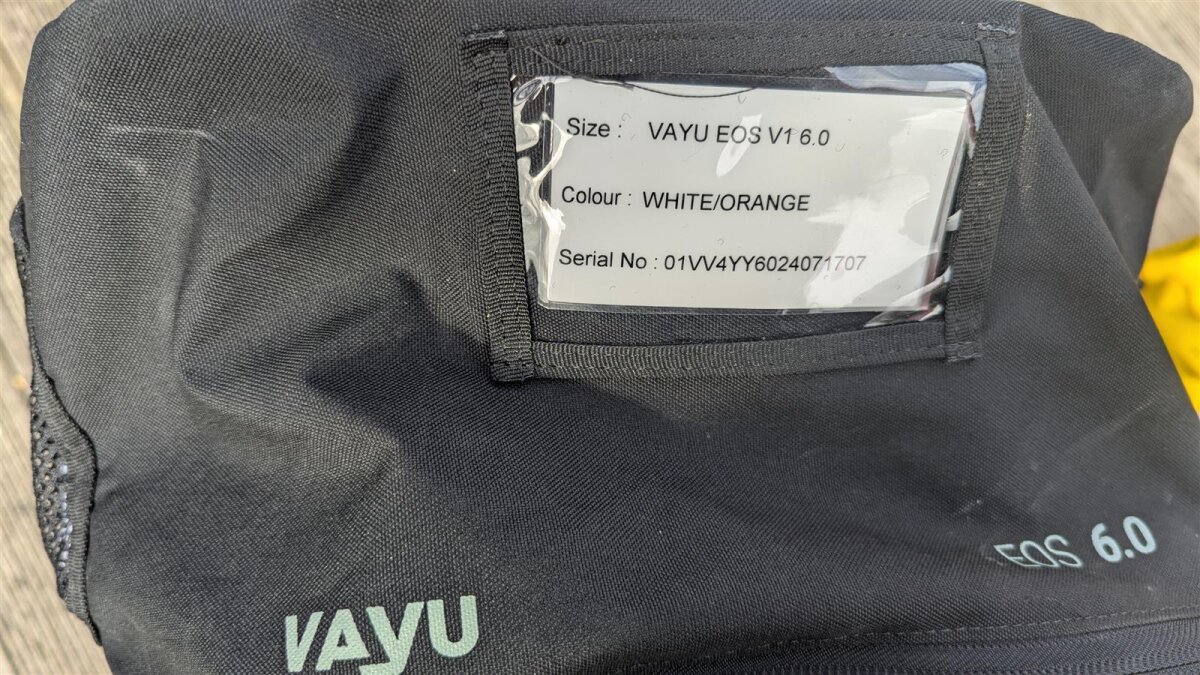 Size : VAYU EOS V1 6.0
Colour : WHITE/ORANGE
Serial No : 01VV4YY6024071707
EOS 6.0
VAYU